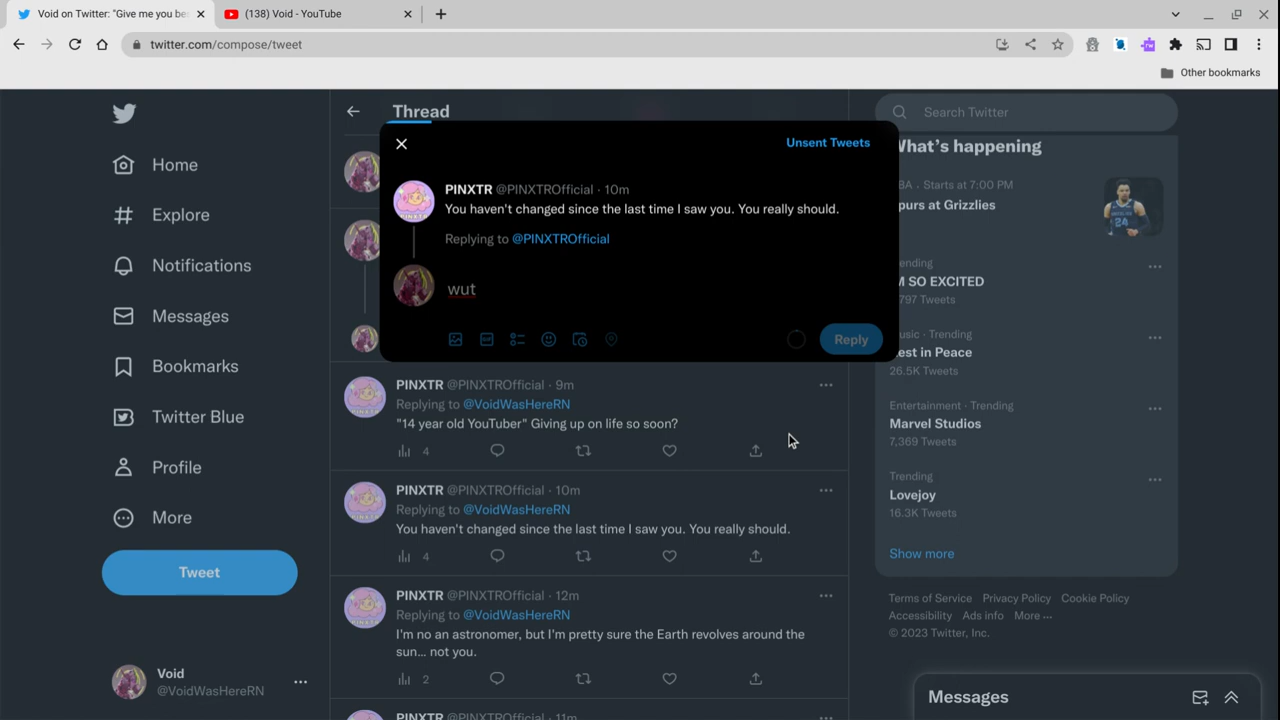 Void on Twitter: "Give me you be
(138) Void - YouTube
twitter.com/compose/tweet
Other bookmarks
Home
Explore
Notifications
Messages
Bookmarks
Twitter Blue
Profile
More
Tweet
Void
@VoidWasHereRN
Thread
Unsent Tweets
PINXTR @PINXTROfficial · 10m
You haven't changed since the last time I saw you. You really should.
Replying to @PINXTROfficial
wut
Reply
PINXTR @PINXTROfficial · 9m
Replying to @VoidWasHereRN
"14 year old YouTuber" Giving up on life so soon?
4
PINXTR @PINXTROfficial · 10m
Replying to @VoidWasHereRN
You haven't changed since the last time I saw you. You really should.
4
PINXTR @PINXTROfficial · 12m
Replying to @VoidWasHereRN
I'm no an astronomer, but I'm pretty sure the Earth revolves around the
sun... not you.
2
PINXTR @PINXTROfficial · 11m
Search Twitter
What's happening
BA · Starts at 7:00 PM
purs at Grizzlies
ending
M SO EXCITED
797 Tweets
usic · Trending
est in Peace
26.5K Tweets
Entertainment · Trending
Marvel Studios
7,369 Tweets
Trending
Lovejoy
16.3K Tweets
Show more
Terms of Service Privacy Policy Cookie Policy
Accessibility Ads info More ···
© 2023 Twitter, Inc.
Messages